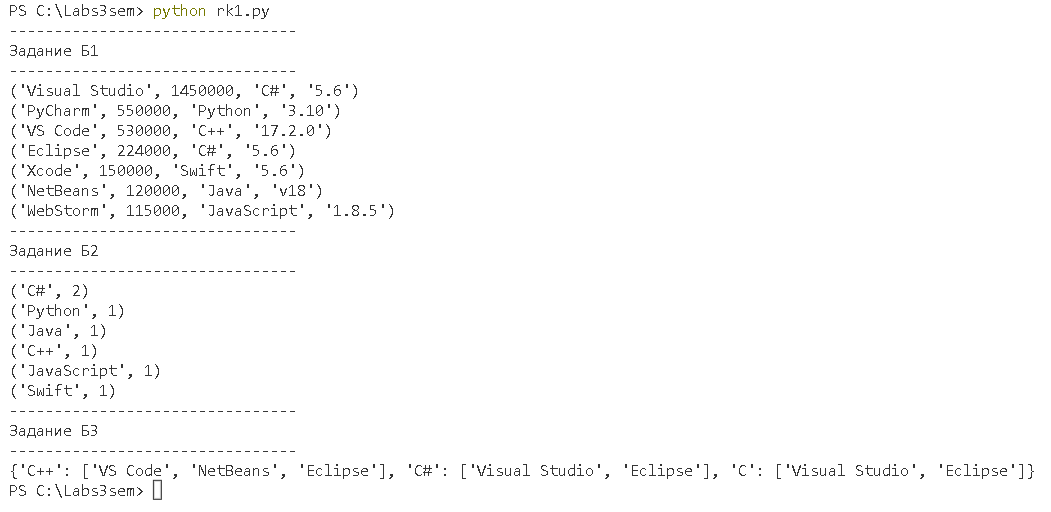 PS C:\Labs3sem> python rk1.py
--------------------------------
Задание Б1
--------------------------------
('Visual Studio', 1450000, 'C#', '5.6')
('PyCharm', 550000, 'Python', '3.10')
('VS Code', 530000, 'C++', '17.2.0')
('Eclipse', 224000, 'C#', '5.6')
('Xcode', 150000, 'Swift', '5.6')
('NetBeans', 120000, 'Java', 'v18')
('WebStorm', 115000, 'JavaScript', '1.8.5')
--------------------------------
Задание Б2
--------------------------------
('C#', 2)
('Python', 1)
('Java', 1)
('C++', 1)
('JavaScript', 1)
('Swift', 1)
--------------------------------
Задание Б3
--------------------------------
{'C++': ['VS Code', 'NetBeans', 'Eclipse'], 'C#': ['Visual Studio', 'Eclipse'], 'C': ['Visual Studio', 'Eclipse']}
PS C:\Labs3sem>